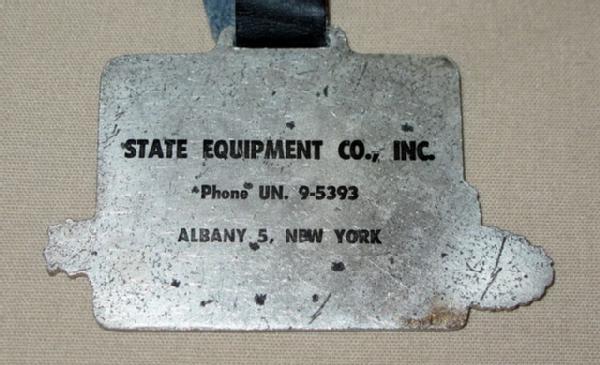 STATE EQUIPMENT CO., INC.
Phone UN. 9-5393
ALBANY 5, NEW YORK